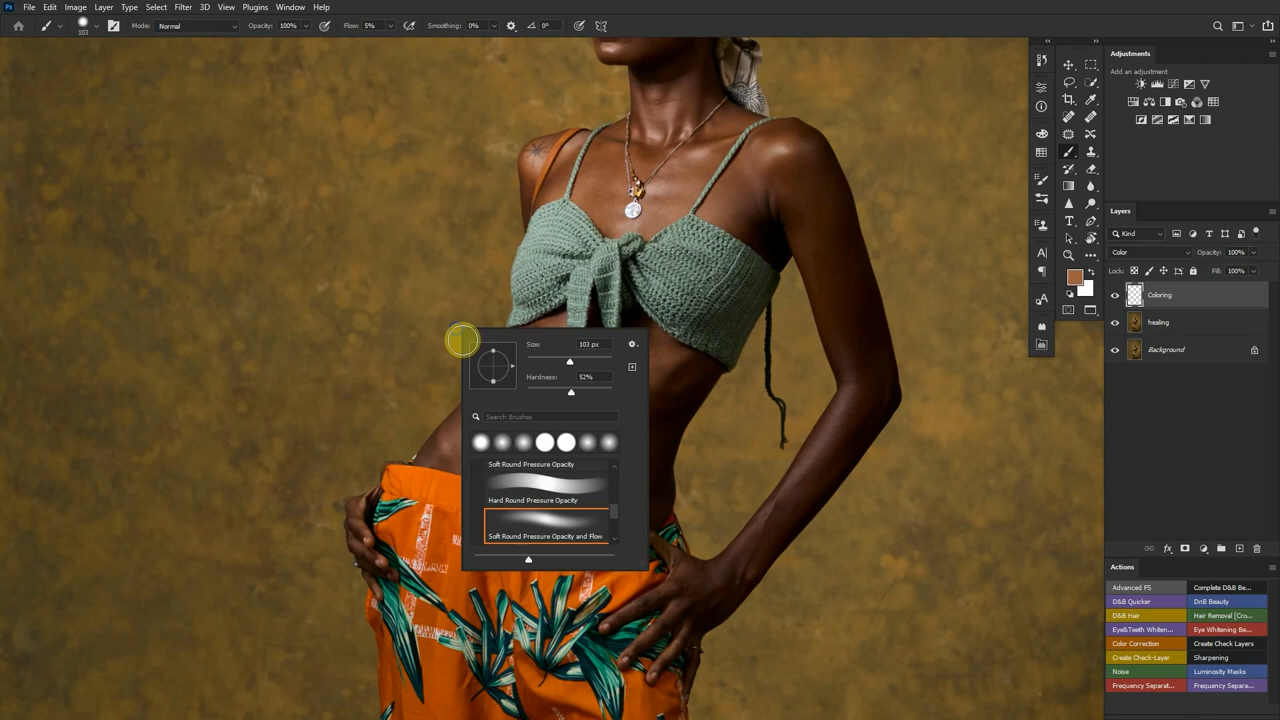 Ps File Edit Image Layer Type Select Filter 3D View Plugins Window Help
103 Mode: Normal Opacity: 100% Flow: 5% Smoothing: 0% 0°
Adjustments
Add an adjustment
Layers
Kind
Color Opacity: 100%
Lock: Fill: 100%
Coloring
healing
Background
Size: 103 px
Hardness: 52%
Search Brushes
Soft Round Pressure Opacity
Hard Round Pressure Opacity
Soft Round Pressure Opacity and Flow
Actions
Advanced FS Complete D&B Be...
D&B Quicker DnB Beauty
D&B Hair Hair Removal [Cro...
Eye&Teeth Whiten... Eye Whitening Be...
Color Correction Create Check Layers
Create Check-Layer Sharpening
Noise Luminosity Masks
Frequency Separat... Frequency Separa...